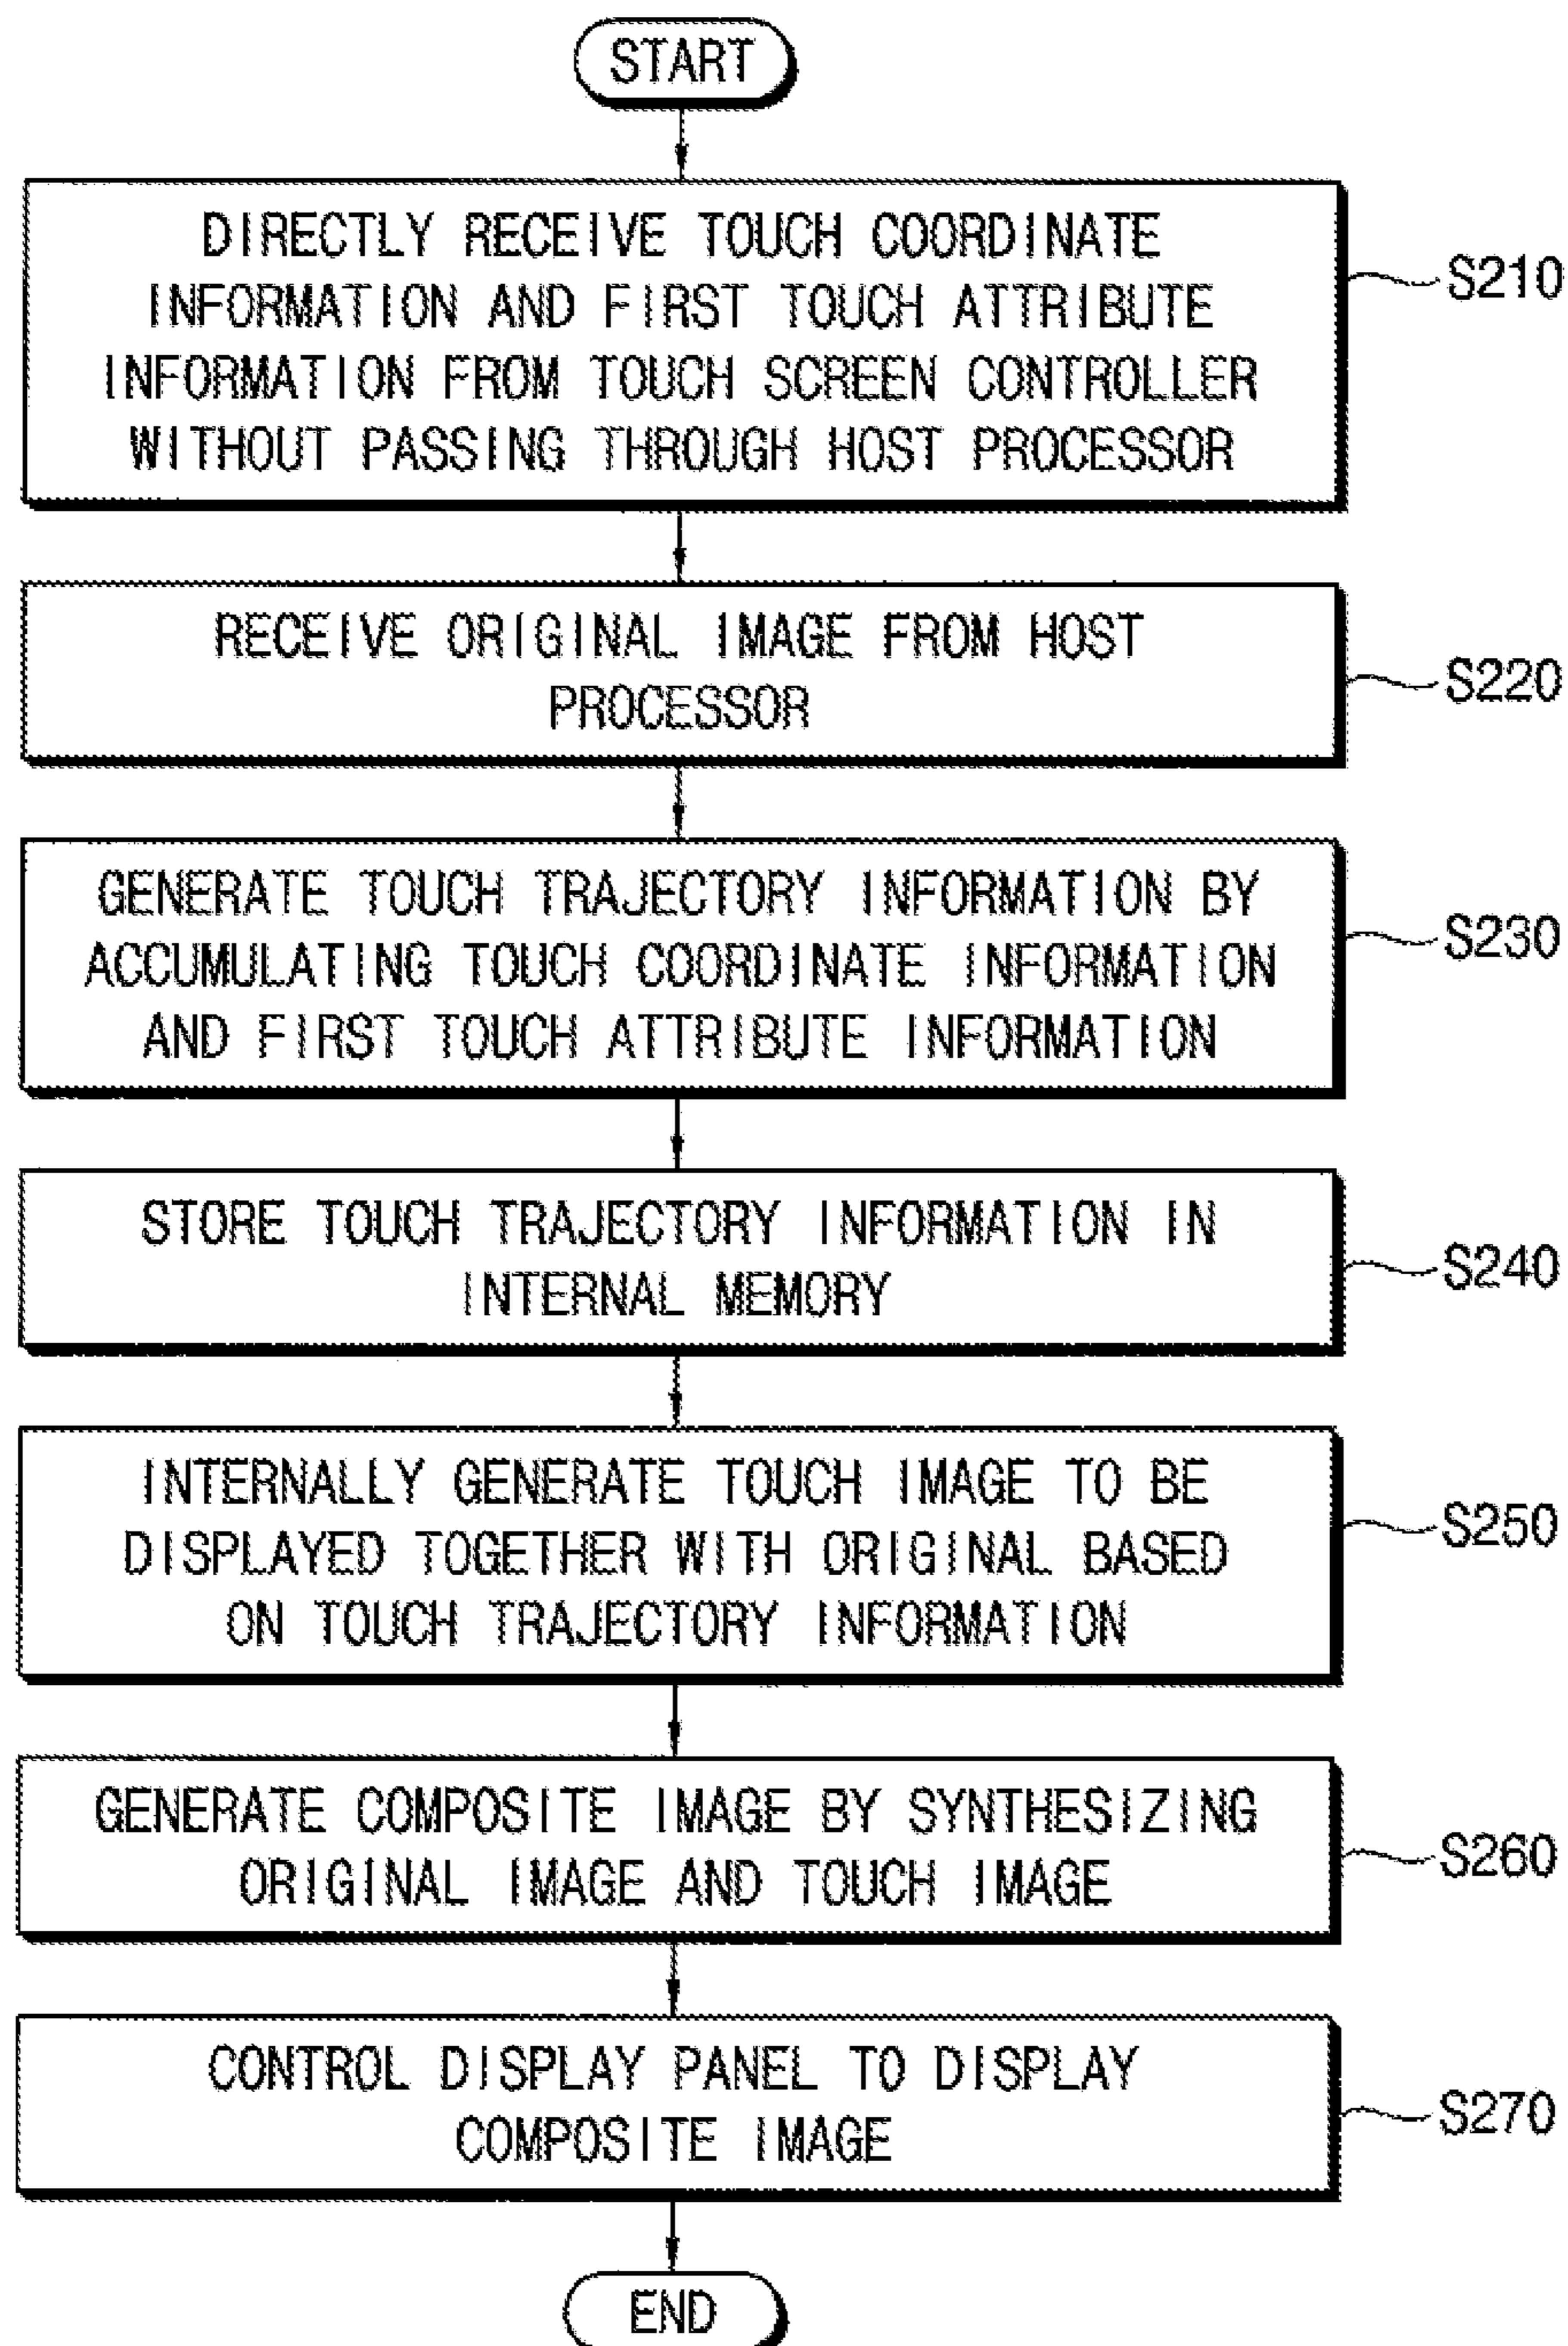 START
DIRECTLY RECEIVE TOUCH COORDINATE
INFORMATION AND FIRST TOUCH ATTRIBUTE
INFORMATION FROM TOUCH SCREEN CONTROLLER
WITHOUT PASSING THROUGH HOST PROCESSOR
S210
RECEIVE ORIGINAL IMAGE FROM HOST
PROCESSOR
S220
GENERATE TOUCH TRAJECTORY INFORMATION BY
ACCUMULATING TOUCH COORDINATE INFORMATION
AND FIRST TOUCH ATTRIBUTE INFORMATION
S230
STORE TOUCH TRAJECTORY INFORMATION IN
INTERNAL MEMORY
S240
INTERNALLY GENERATE TOUCH IMAGE TO BE
DISPLAYED TOGETHER WITH ORIGINAL BASED
ON TOUCH TRAJECTORY INFORMATION
S250
GENERATE COMPOSITE IMAGE BY SYNTHESIZING
ORIGINAL IMAGE AND TOUCH IMAGE
S260
CONTROL DISPLAY PANEL TO DISPLAY
COMPOSITE IMAGE
S270
END